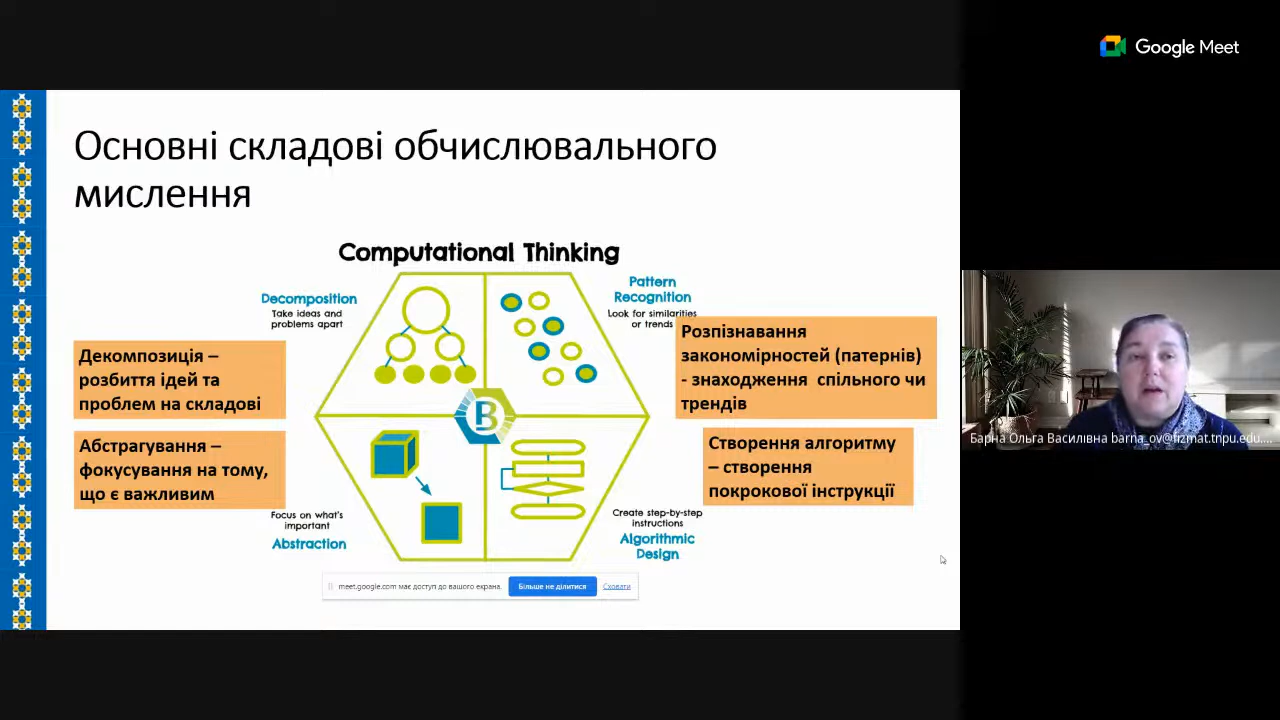 Google Meet
Основні складові обчислювального
мислення
Computational Thinking
Decomposition
Take ideas and
problems apart
Pattern
Recognition
Look for similarities
or trends
Декомпозиція –
розбиття ідей та
проблем на складові
Розпізнавання
закономірностей (патернів)
- знаходження спільного чи
трендів
B
Абстрагування –
фокусування на тому,
що є важливим
Створення алгоритму
– створення
покрокової інструкції
Focus on what's
important
Abstraction
Create step-by-step
instructions
Algorithmic
Design
meet.google.com має доступ до вашого екрана.
Більше не ділитися
Сховати
Барна Ольга Василівна barna_ov@fizmat.tnpu.edu....